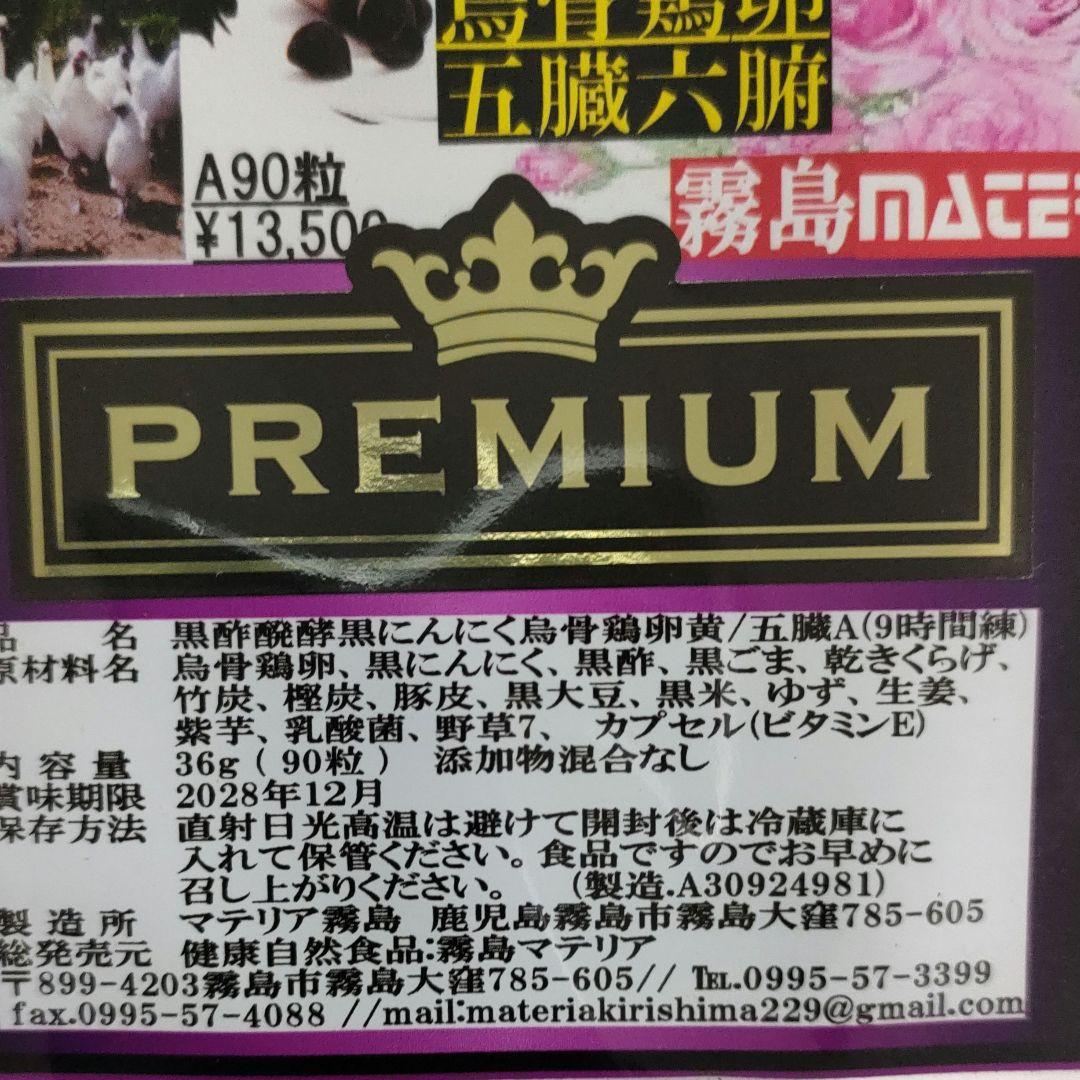 烏骨鶏卵
五臓六腑
A90粒
¥13,500
霧島MATE
PREMIUM
品 名 黒酢醗酵黒にんにく烏骨鶏卵黄/五臓A(9時間練)
原材料名 烏骨鶏卵、黒にんにく、黒酢、黒ごま、乾きくらげ、
竹炭、樫炭、豚皮、黒大豆、黒米、ゆず、生姜、
紫芋、乳酸菌、野草7、 カプセル(ビタミンE)
内容量 36g ( 90粒 ) 添加物混合なし
賞味期限 2028年12月
保存方法 直射日光高温は避けて開封後は冷蔵庫に
入れて保管ください。食品ですのでお早めに
召し上がりください。 (製造.A30924981)
製造所 マテリア霧島 鹿児島霧島市霧島大窪785-605
総発売元 健康自然食品:霧島マテリア
〒899-4203霧島市霧島大窪785-605// TEL.0995-57-3399
fax.0995-57-4088 //mail:materiakirishima229@gmail.com